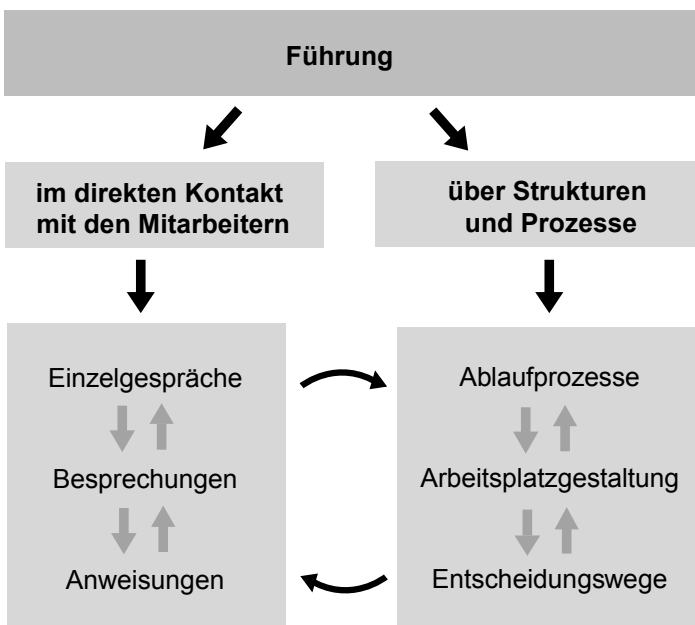 Führung
im direkten Kontakt
mit den Mitarbeitern
über Strukturen
und Prozesse
Einzelgespräche
Besprechungen
Anweisungen
Ablaufprozesse
Arbeitsplatzgestaltung
Entscheidungswege